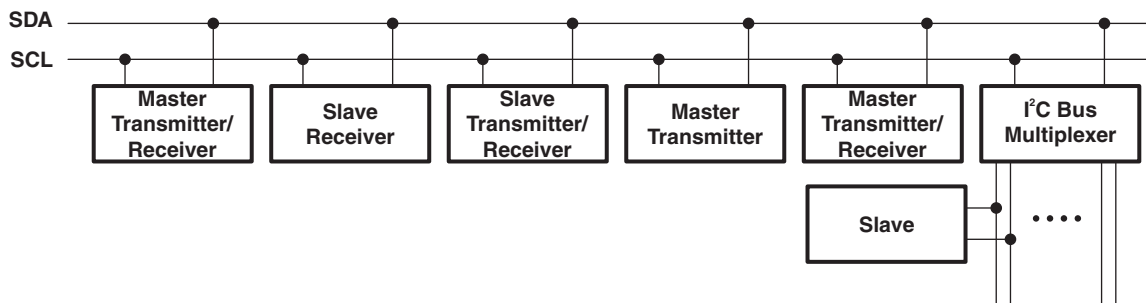 SDA
SCL
Master
Transmitter/
Receiver
Slave
Receiver
Slave
Transmitter/
Receiver
Master
Transmitter
Master
Transmitter/
Receiver
I²C Bus
Multiplexer
Slave